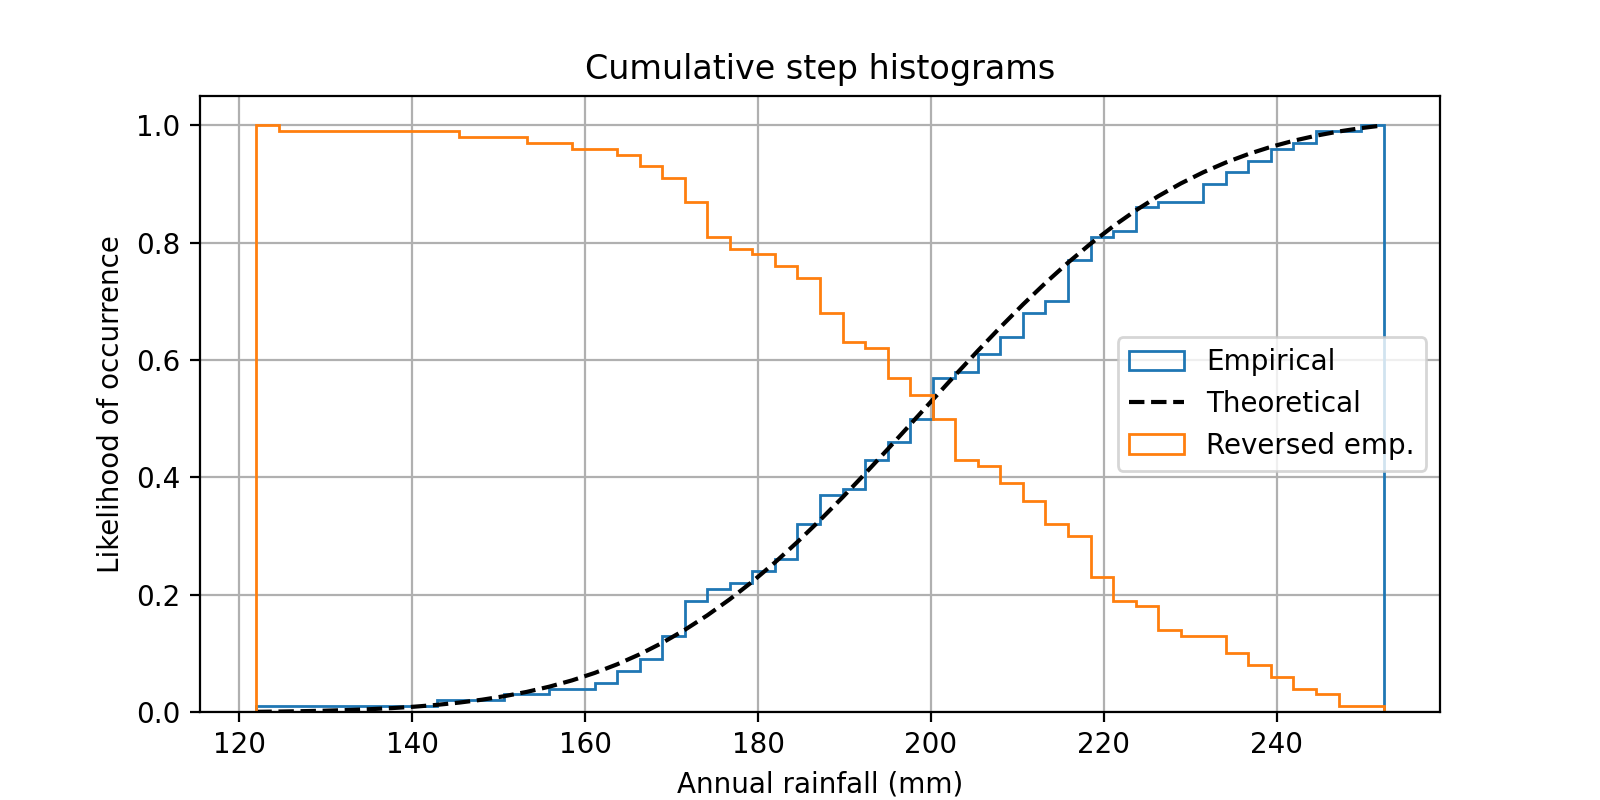 Cumulative step histograms
Likelihood of occurrence
1.0
0.8
0.6
0.4
0.2
0.0
Empirical
Theoretical
Reversed emp.
120 140 160 180 200 220 240
Annual rainfall (mm)